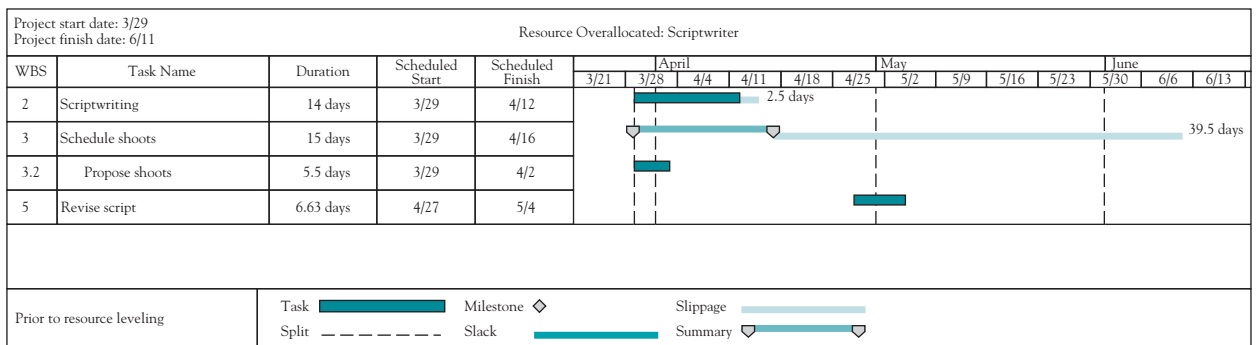 Project start date: 3/29
Project finish date: 6/11
Resource Overallocated: Scriptwriter
WBS Task Name Duration Scheduled Start Scheduled Finish
April May June
3/21 3/28 4/4 4/11 4/18 4/25 5/2 5/9 5/16 5/23 5/30 6/6 6/13
2 Scriptwriting 14 days 3/29 4/12 2.5 days
3 Schedule shoots 15 days 3/29 4/16 39.5 days
3.2 Propose shoots 5.5 days 3/29 4/2
5 Revise script 6.63 days 4/27 5/4
Prior to resource leveling
Task Milestone Slippage
Split Slack Summary